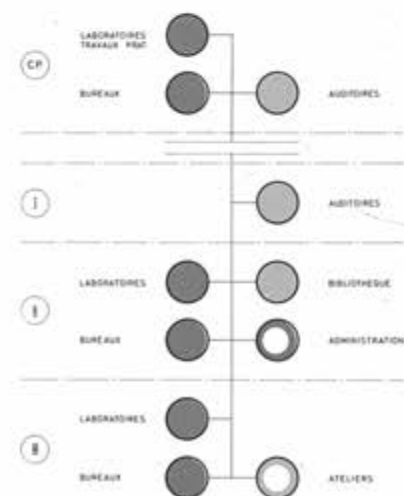 LABORATOIRES
TRAVAUX PRAT.
CP
BUREAUX
AUDITOIRES
I
AUDITOIRES
LABORATOIRES
BIBLIOTHEQUE
BUREAUX
ADMINISTRATION
LABORATOIRES
BUREAUX
ATELIERS